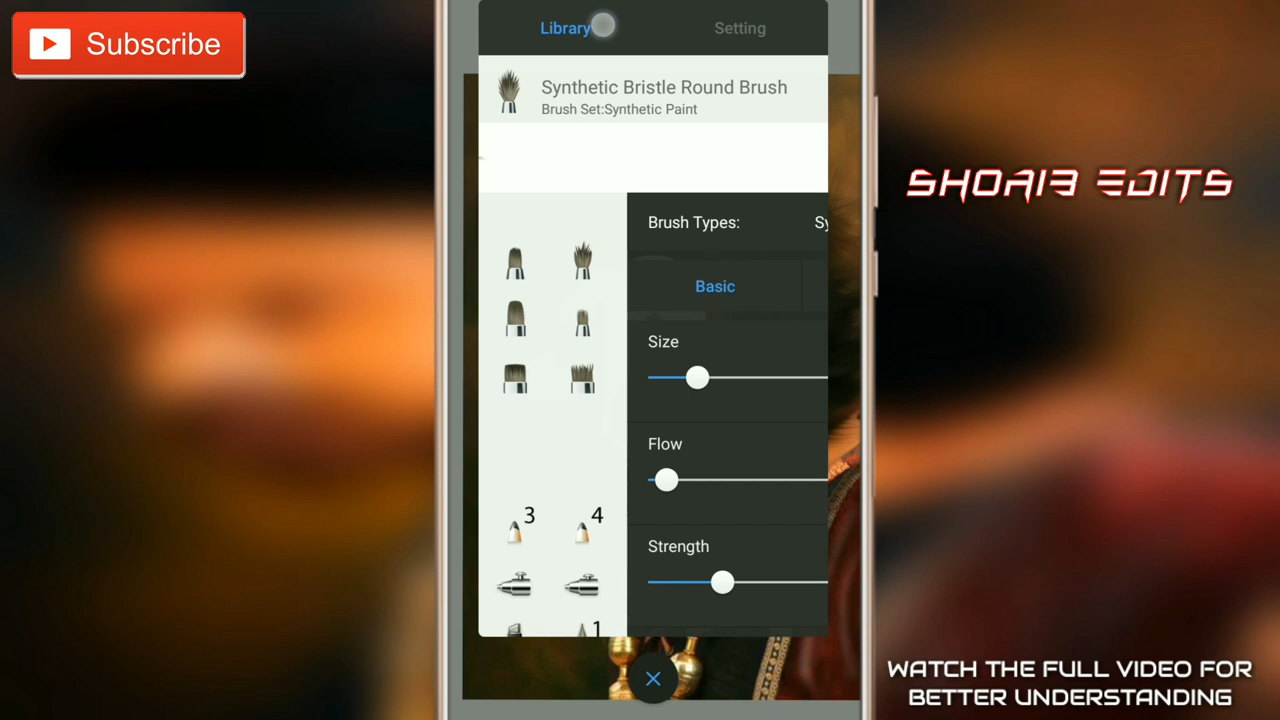 Subscribe
Library
Setting
Synthetic Bristle Round Brush
Brush Set:Synthetic Paint
Brush Types:
Sy
Basic
Size
Flow
3
4
Strength
1
SHOAIB EDITS
WATCH THE FULL VIDEO FOR
BETTER UNDERSTANDING